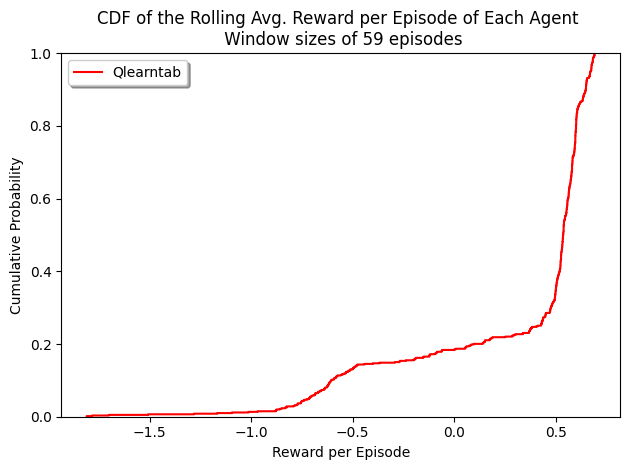 CDF of the Rolling Avg. Reward per Episode of Each Agent
Window sizes of 59 episodes
Qlearntab
1.0
0.8
0.6
0.4
0.2
0.0
Cumulative Probability
−1.5
−1.0
−0.5
0.0
0.5
Reward per Episode